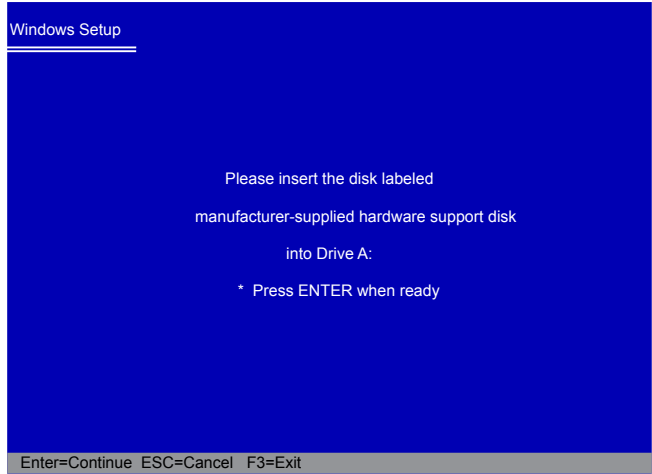 Windows Setup
Please insert the disk labeled
manufacturer-supplied hardware support disk
into Drive A:
* Press ENTER when ready
Enter=Continue ESC=Cancel F3=Exit